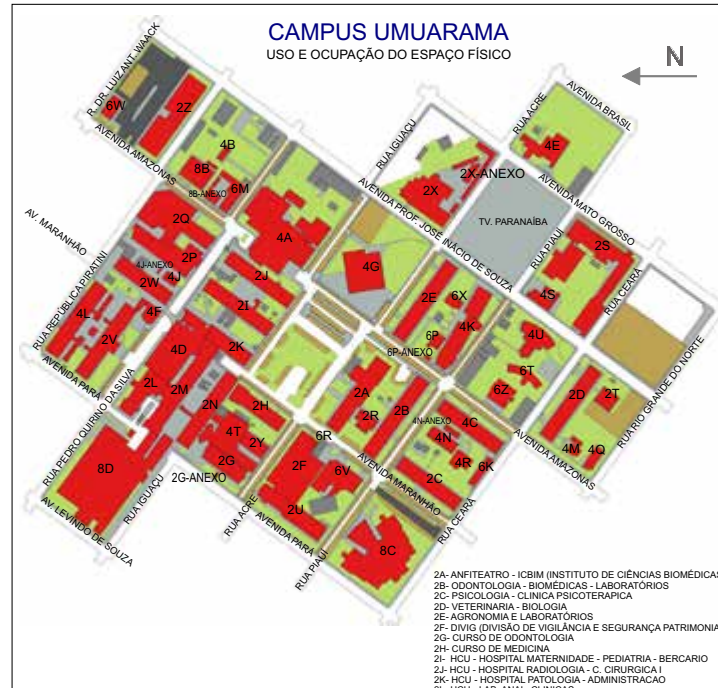 CAMPUS UMUARAMA
USO E OCUPAÇÃO DO ESPAÇO FÍSICO
N
R. DR. LUIZ ANT. WAACK
6W
2Z
AVENIDA AMAZONAS
4B
8B
8B-ANEXO
6M
RUA IGUAÇU
RUA ACRE
AVENIDA BRASIL
4E
2X-ANEXO
2X
AVENIDA MATO GROSSO
AVENIDA PROF. JOSÉ INÁCIO DE SOUZA
TV. PARANAÍBA
AV. MARANHÃO
2Q
4A
2P
4J-ANEXO
4J
2W
2J
4G
RUA PIAUÍ
2S
RUA CEARÁ
RUA REPÚBLICA PIRATINI
4L
4F
2V
2I
2E
6X
4S
4D
2K
6P
4K
6P-ANEXO
4U
RUA RIO GRANDE DO NORTE
AVENIDA PARÁ
2L
2M
6T
6Z
2D
2T
RUA PEDRO QUIRINO DA SILVA
2N
2H
2A
2R
2B
4N-ANEXO
4C
4N
AVENIDA AMAZONAS
4M
4Q
8D
4T
2Y
2G
6R
2F
6V
AVENIDA MARANHÃO
4R
6K
2C
2G-ANEXO
AV. LEVINDO DE SOUZA
RUA IGUAÇU
RUA ACRE
2U
AVENIDA PARÁ
RUA PIAUÍ
8C
RUA CEARÁ
2A- ANFITEATRO - ICBIM (INSTITUTO DE CIÊNCIAS BIOMÉDICAS
2B- ODONTOLOGIA - BIOMÉDICAS - LABORATÓRIOS
2C- PSICOLOGIA - CLINICA PSICOTERAPICA
2D- VETERINARIA - BIOLOGIA
2E- AGRONOMIA E LABORATÓRIOS
2F- DIVIG (DIVISÃO DE VIGILÂNCIA E SEGURANÇA PATRIMONIA
2G- CURSO DE ODONTOLOGIA
2H- CURSO DE MEDICINA
2I- HCU - HOSPITAL MATERNIDADE - PEDIATRIA - BERCARIO
2J- HCU - HOSPITAL RADIOLOGIA - C. CIRURGICA I
2K- HCU - HOSPITAL PATOLOGIA - ADMINISTRACAO